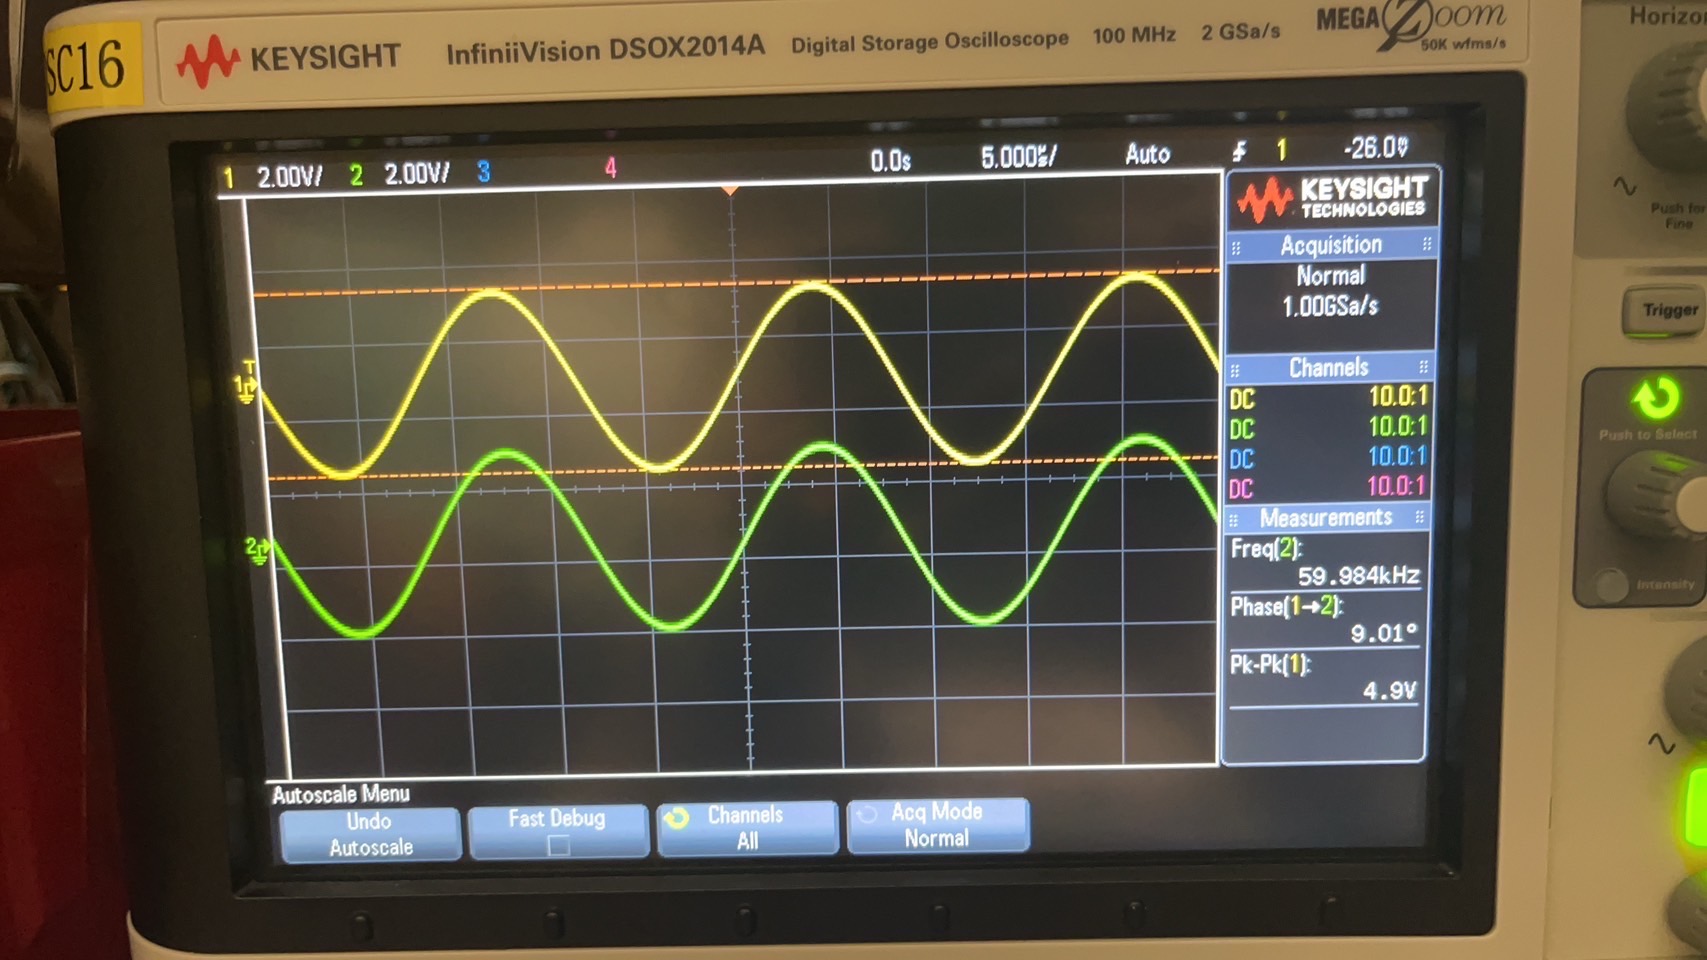 SC16
KEYSIGHT InfiniiVision DSOX2014A Digital Storage Oscilloscope 100 MHz 2 GSa/s MEGA Zoom
50K wfms/s
Horizo
1 2.00V/ 2 2.00V/ 3 4 0.0s 5.000us/ Auto 1 -26.0mV
KEYSIGHT
TECHNOLOGIES
Push for
Fine
Acquisition
Normal
1.00GSa/s
Trigger
Channels
DC 10.0:1
DC 10.0:1
DC 10.0:1
DC 10.0:1
Push to Select
T
1
2
Measurements
Freq(2):
59.984kHz
Phase(1→2):
9.01°
Pk-Pk(1):
4.9V
Intensity
Autoscale Menu
Undo
Autoscale
Fast Debug
Channels
All
Acq Mode
Normal